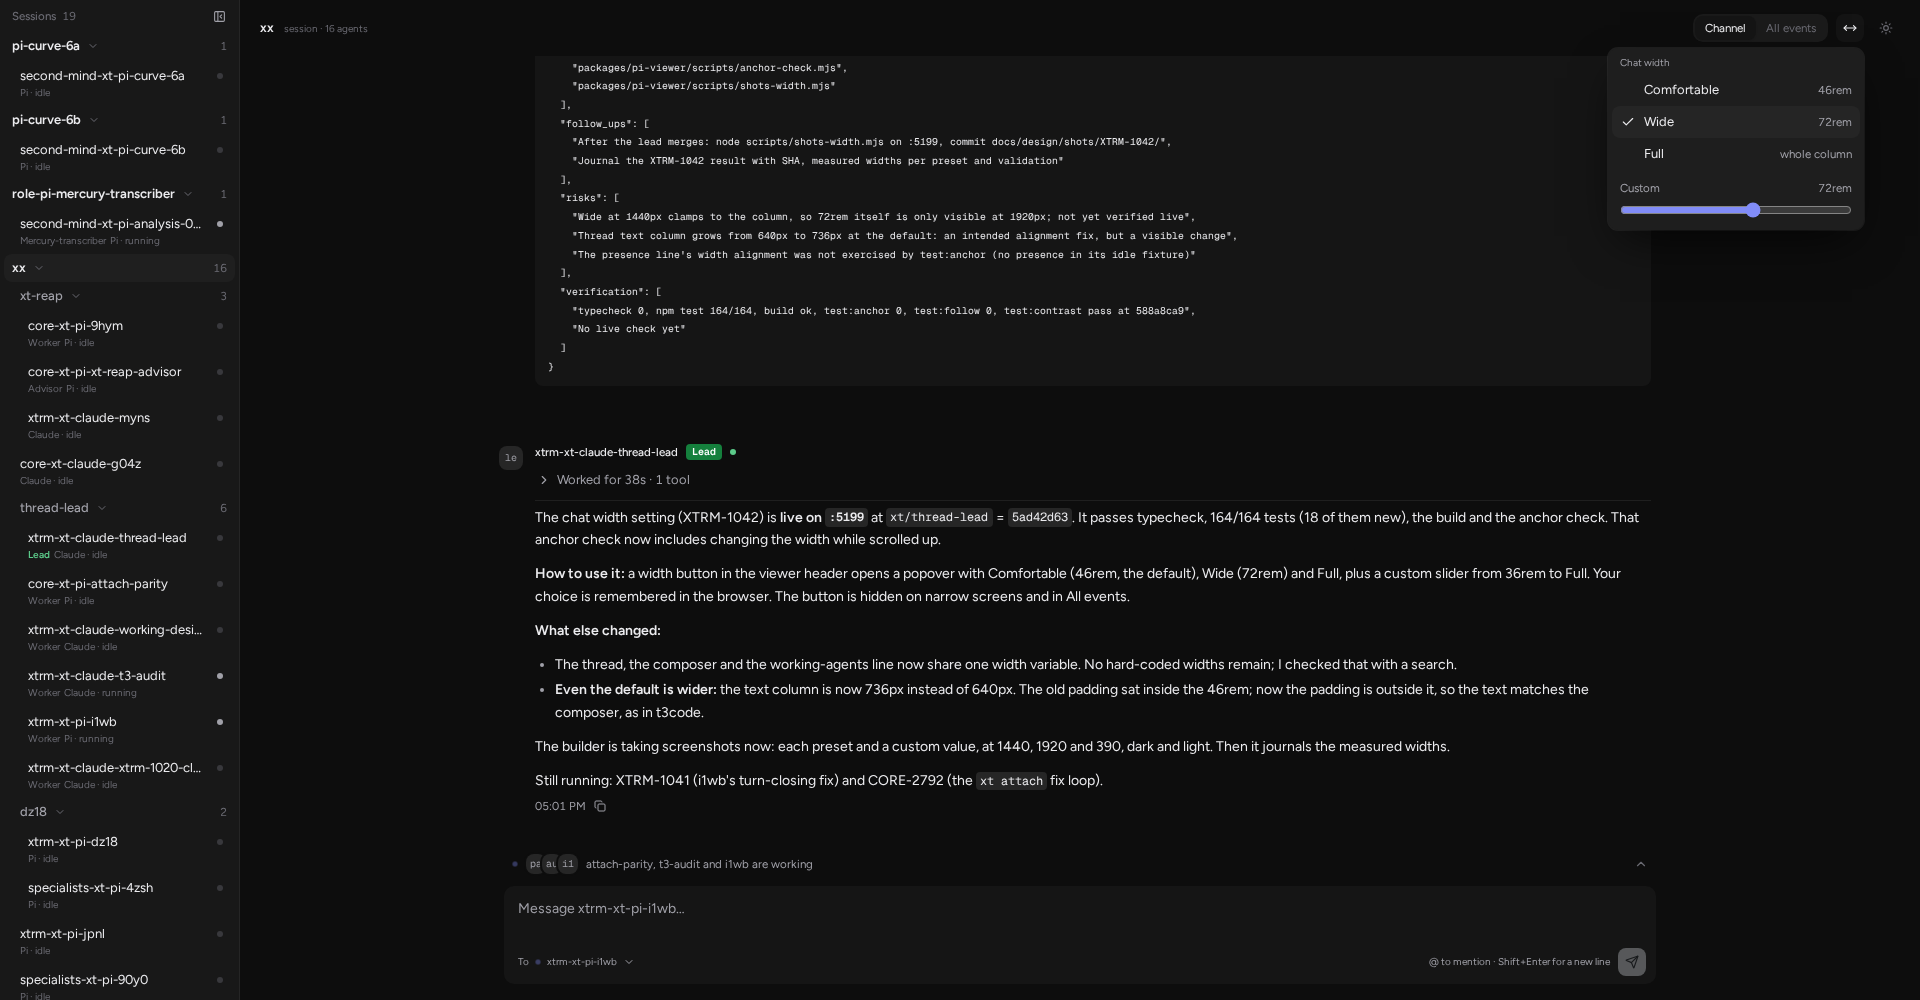 Sessions 19
pi-curve-6a 1
second-mind-xt-pi-curve-6a
Pi · idle
pi-curve-6b 1
second-mind-xt-pi-curve-6b
Pi · idle
role-pi-mercury-transcriber 1
second-mind-xt-pi-analysis-0...
Mercury-transcriber Pi · running
xx 16
xt-reap 3
core-xt-pi-9hym
Worker Pi · idle
core-xt-pi-xt-reap-advisor
Advisor Pi · idle
xtrm-xt-claude-myns
Claude · idle
core-xt-claude-g04z
Claude · idle
thread-lead 6
xtrm-xt-claude-thread-lead
Lead Claude · idle
core-xt-pi-attach-parity
Worker Pi · idle
xtrm-xt-claude-working-desi...
Worker Claude · idle
xtrm-xt-claude-t3-audit
Worker Claude · running
xtrm-xt-pi-i1wb
Worker Pi · running
xtrm-xt-claude-xtrm-1020-cl...
Worker Claude · idle
dz18 2
xtrm-xt-pi-dz18
Pi · idle
specialists-xt-pi-4zsh
Pi · idle
xtrm-xt-pi-jpnl
Pi · idle
specialists-xt-pi-90y0
Pi · idle
xx session · 16 agents
Channel All events
Chat width
Comfortable 46rem
Wide 72rem
Full whole column
Custom 72rem
"packages/pi-viewer/scripts/anchor-check.mjs",
"packages/pi-viewer/scripts/shots-width.mjs"
],
"follow_ups": [
"After the lead merges: node scripts/shots-width.mjs on :5199, commit docs/design/shots/XTRM-1042/",
"Journal the XTRM-1042 result with SHA, measured widths per preset and validation"
],
"risks": [
"Wide at 1440px clamps to the column, so 72rem itself is only visible at 1920px; not yet verified live",
"Thread text column grows from 640px to 736px at the default: an intended alignment fix, but a visible change",
"The presence line's width alignment was not exercised by test:anchor (no presence in its idle fixture)"
],
"verification": [
"typecheck 0, npm test 164/164, build ok, test:anchor 0, test:follow 0, test:contrast pass at 588a8ca9",
"No live check yet"
]
}
le xtrm-xt-claude-thread-lead Lead
Worked for 38s · 1 tool
The chat width setting (XTRM-1042) is live on :5199 at xt/thread-lead = 5ad42d63. It passes typecheck, 164/164 tests (18 of them new), the build and the anchor check. That
anchor check now includes changing the width while scrolled up.
How to use it: a width button in the viewer header opens a popover with Comfortable (46rem, the default), Wide (72rem) and Full, plus a custom slider from 36rem to Full. Your
choice is remembered in the browser. The button is hidden on narrow screens and in All events.
What else changed:
• The thread, the composer and the working-agents line now share one width variable. No hard-coded widths remain; I checked that with a search.
• Even the default is wider: the text column is now 736px instead of 640px. The old padding sat inside the 46rem; now the padding is outside it, so the text matches the
composer, as in t3code.
The builder is taking screenshots now: each preset and a custom value, at 1440, 1920 and 390, dark and light. Then it journals the measured widths.
Still running: XTRM-1041 (i1wb's turn-closing fix) and CORE-2792 (the xt attach fix loop).
05:01 PM
pa au i1 attach-parity, t3-audit and i1wb are working
Message xtrm-xt-pi-i1wb...
To xtrm-xt-pi-i1wb
@ to mention · Shift+Enter for a new line